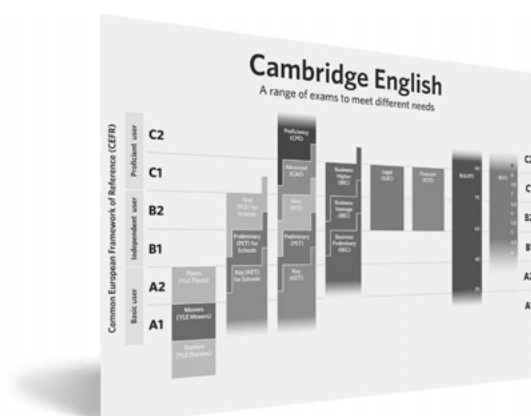 Cambridge English
A range of exams to meet different needs
Common European Framework of Reference (CEFR)
Proficient user
Independent user
Basic user
C2
C1
B2
B1
A2
A1
Flyers
(YLE Flyers)
Movers
(YLE Movers)
Starters
(YLE Starters)
First
(FCE) for
Schools
Preliminary
(PET) for
Schools
Key (KET) for
Schools
Proficiency
(CPE)
Advanced
(CAE)
First
(FCE)
Preliminary
(PET)
Key
(KET)
Business
Higher
(BEC)
Business
Vantage
(BEC)
Business
Preliminary
(BEC)
Legal
(ILEC)
Financial
(ICFE)
BULATS
IELTS
C2
C
B2
B1
A2
A1